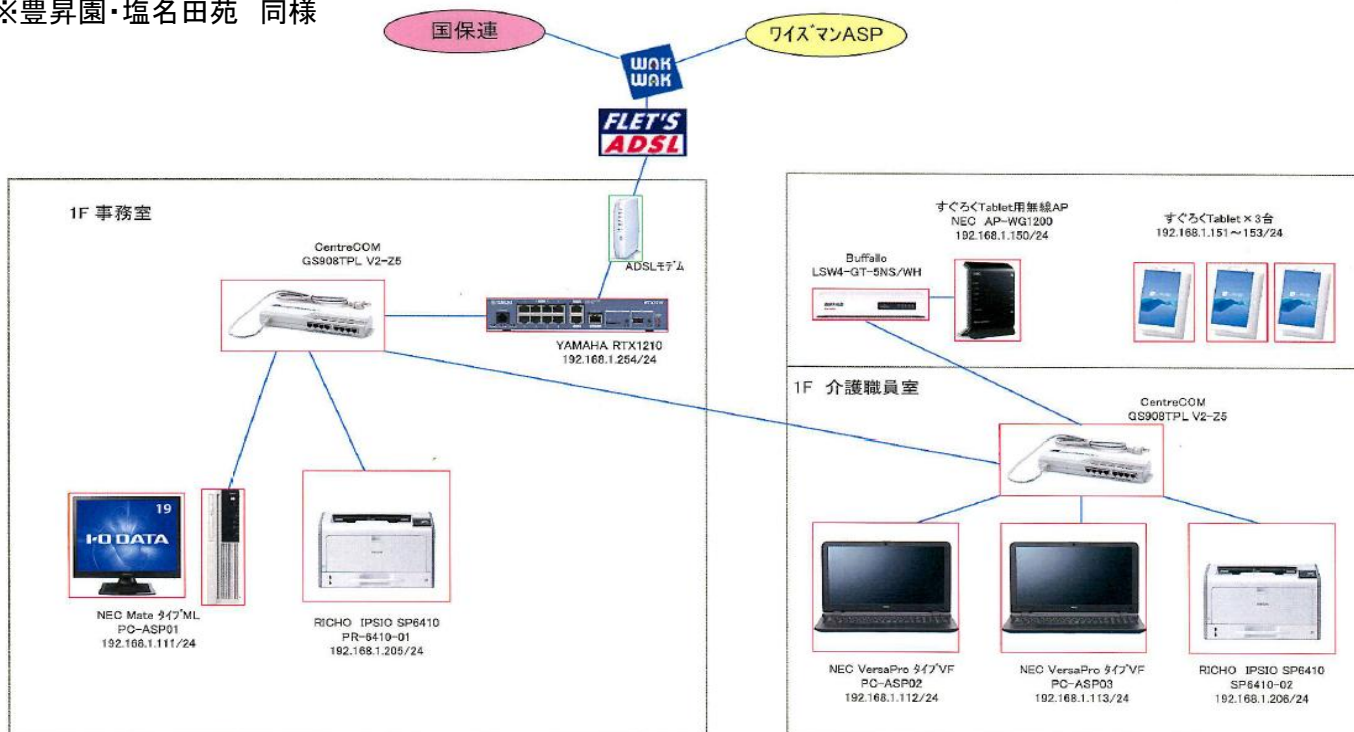 ※豊昇園・塩名田苑　同様
国保連
ワイズマンASP
WAK
WAK
FLET'S
ADSL
1F 事務室
CentreCOM
GS908TPL V2-Z5
ADSLモデム
YAMAHA RTX1210
192.168.1.254/24
19
I-O DATA
NEC Mate タイプML
PC-ASP01
192.168.1.111/24
RICHO IPSIO SP6410
PR-6410-01
192.168.1.205/24
すぐろくTablet用無線AP
NEC AP-WG1200
192.168.1.150/24
すぐろくTablet×3台
192.168.1.151～153/24
Buffallo
LSW4-GT-5NS/WH
1F 介護職員室
CentreCOM
GS908TPL V2-Z5
NEC VersaPro タイプVF
PC-ASP02
192.168.1.112/24
NEC VersaPro タイプVF
PC-ASP03
192.168.1.113/24
RICHO IPSIO SP6410
SP6410-02
192.168.1.206/24